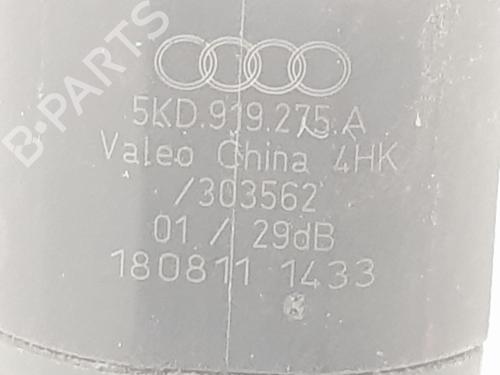 B-PARTS
5KD.919.275.A
Valeo China 4HK
/303562
01 / 29dB
180811 1433